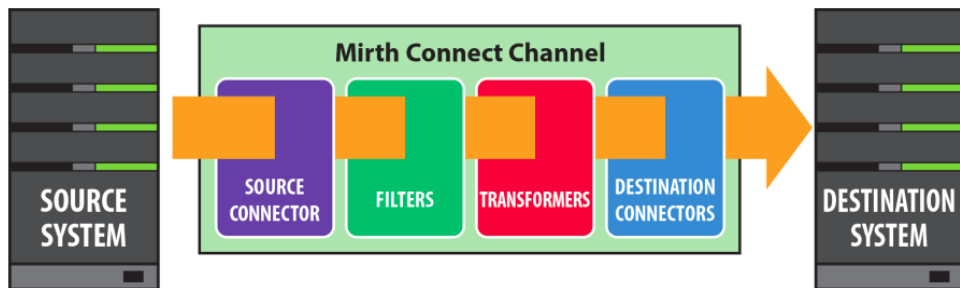 Mirth Connect Channel
SOURCE
SYSTEM
SOURCE
CONNECTOR
FILTERS
TRANSFORMERS
DESTINATION
CONNECTORS
DESTINATION
SYSTEM